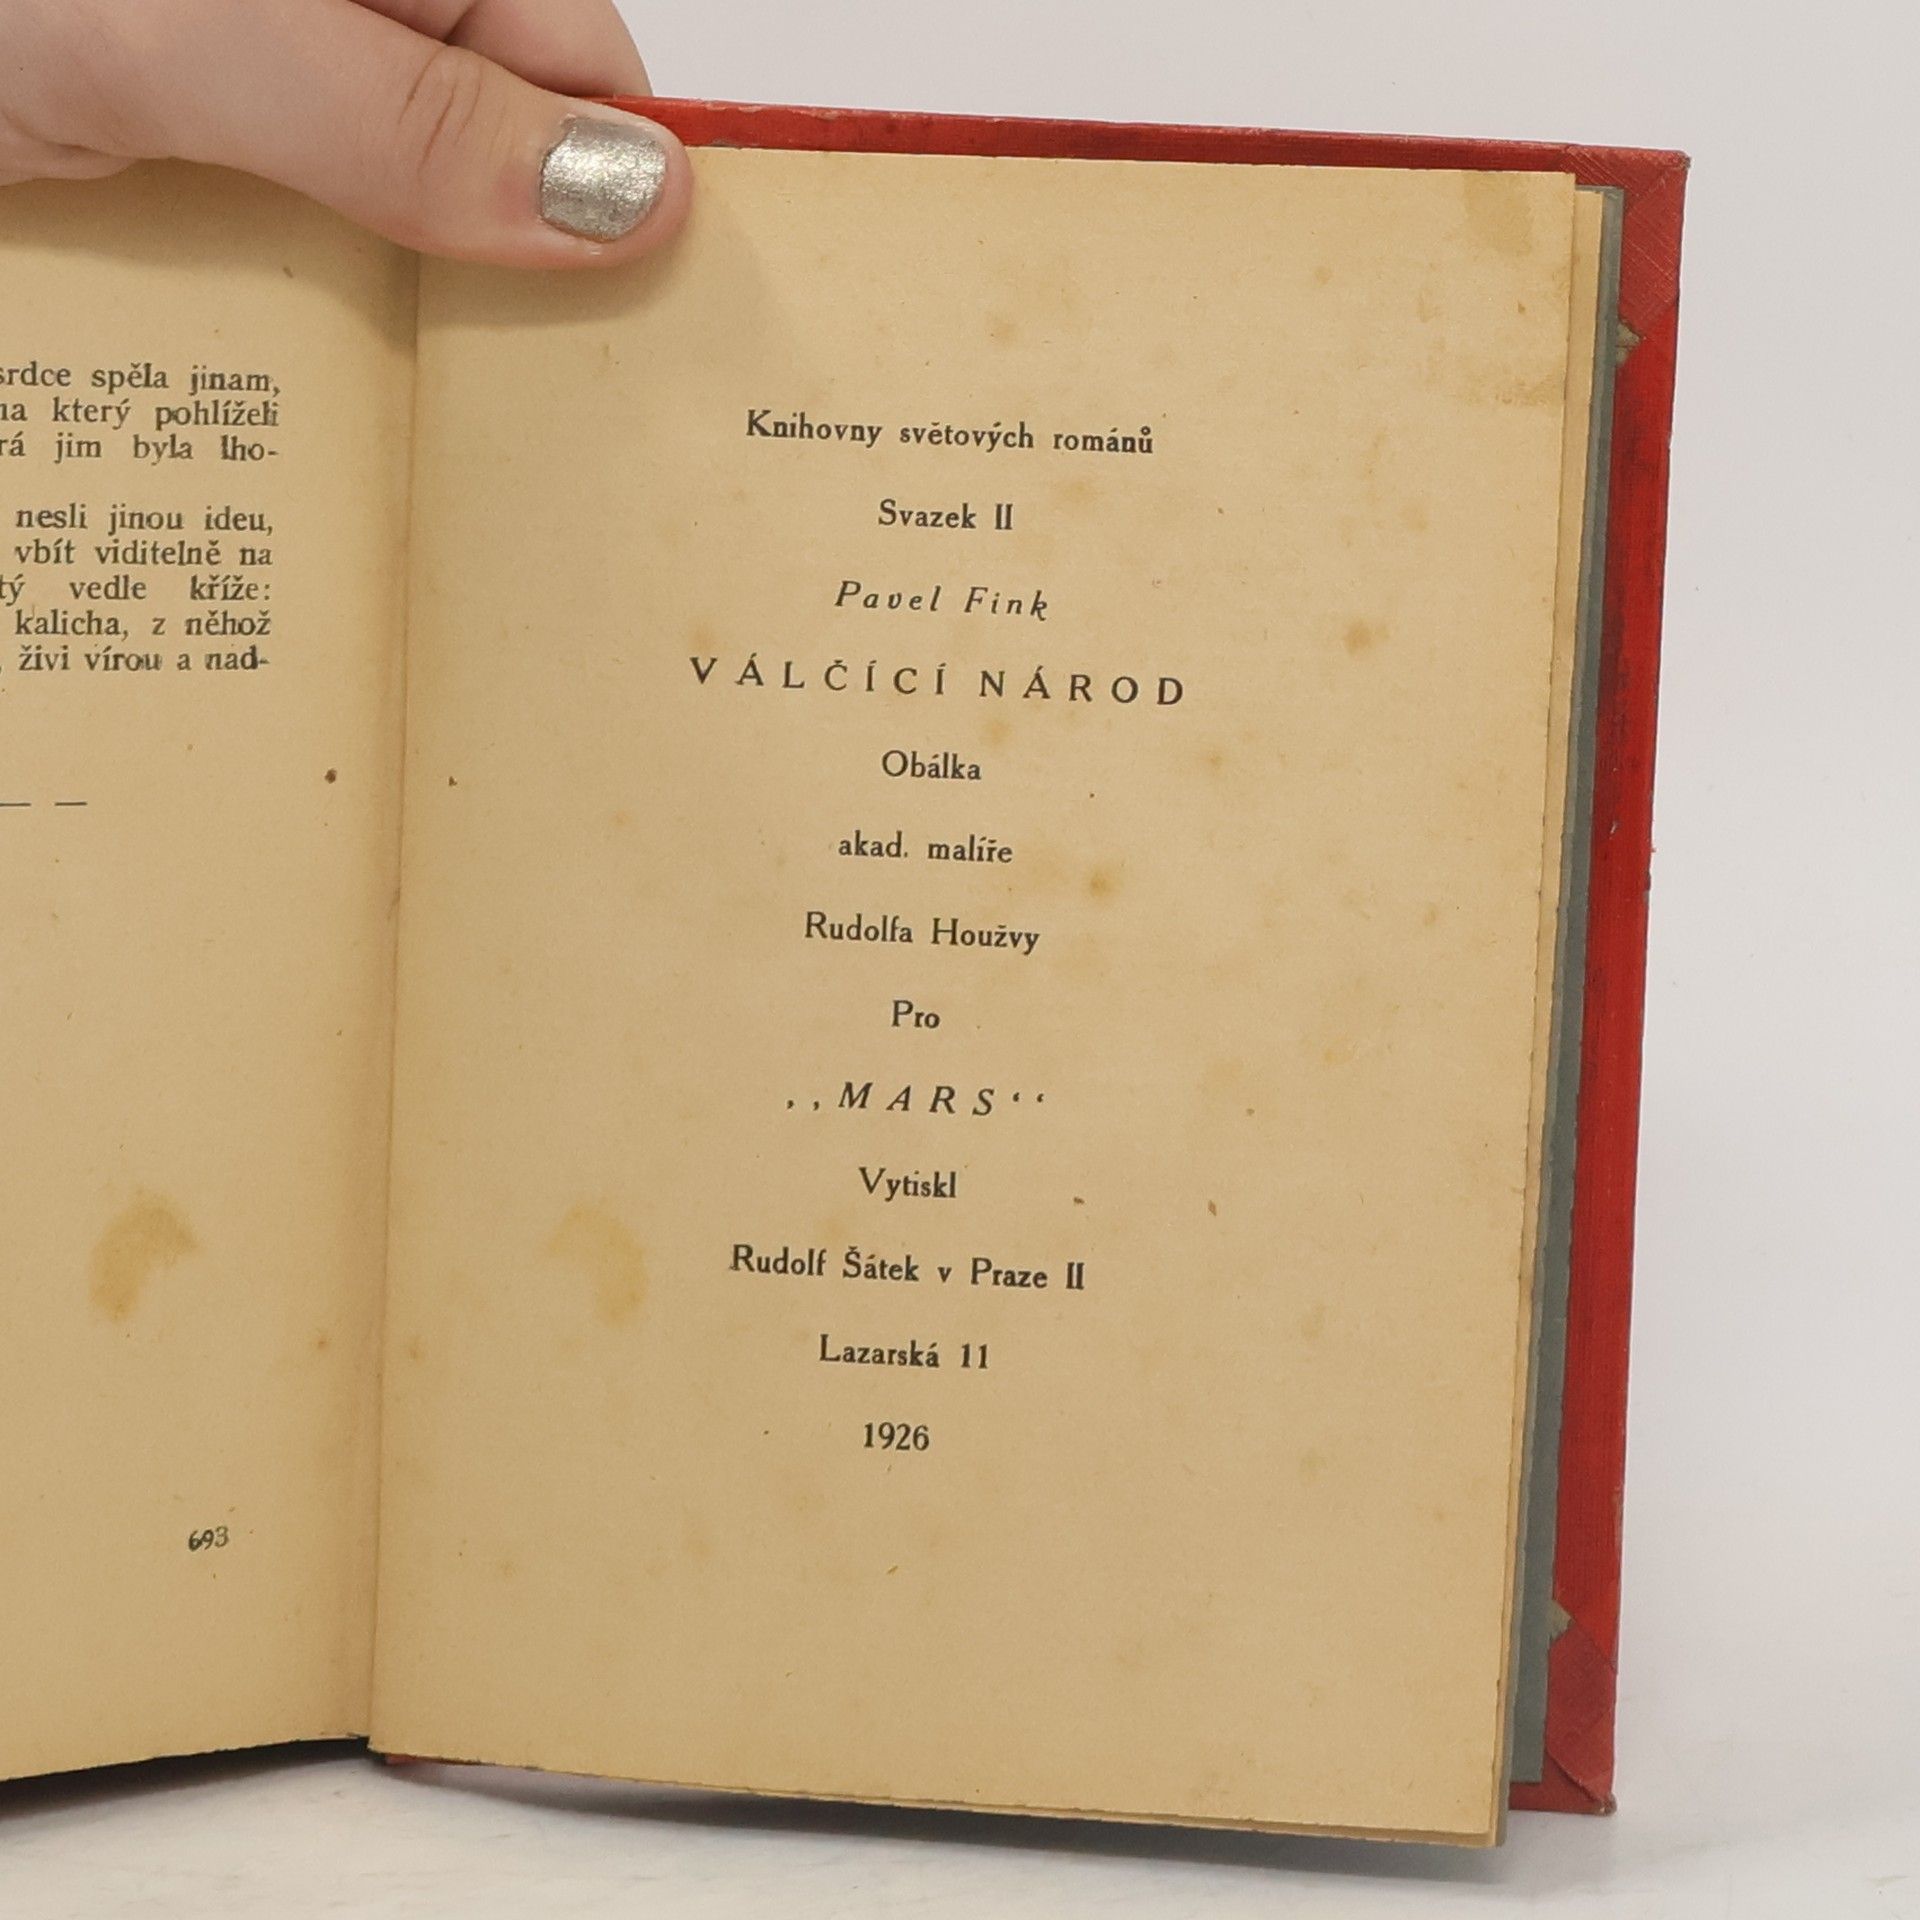 srdce spěla jinam,
na který pohlíželi
jim byla lho-
nesli jinou ideu,
vbít viditelně na
vedle kříže:
kalicha, z něhož
živi vírou a nad-
— —
693
Knihovny světových románů
Svazek II
Pavel Fink
VÁLČÍCÍ NÁROD
Obálka
akad. malíře
Rudolfa Houžvy
Pro
,,MARS‘‘
Vytiskl
Rudolf Šátek v Praze II
Lazarská 11
1926